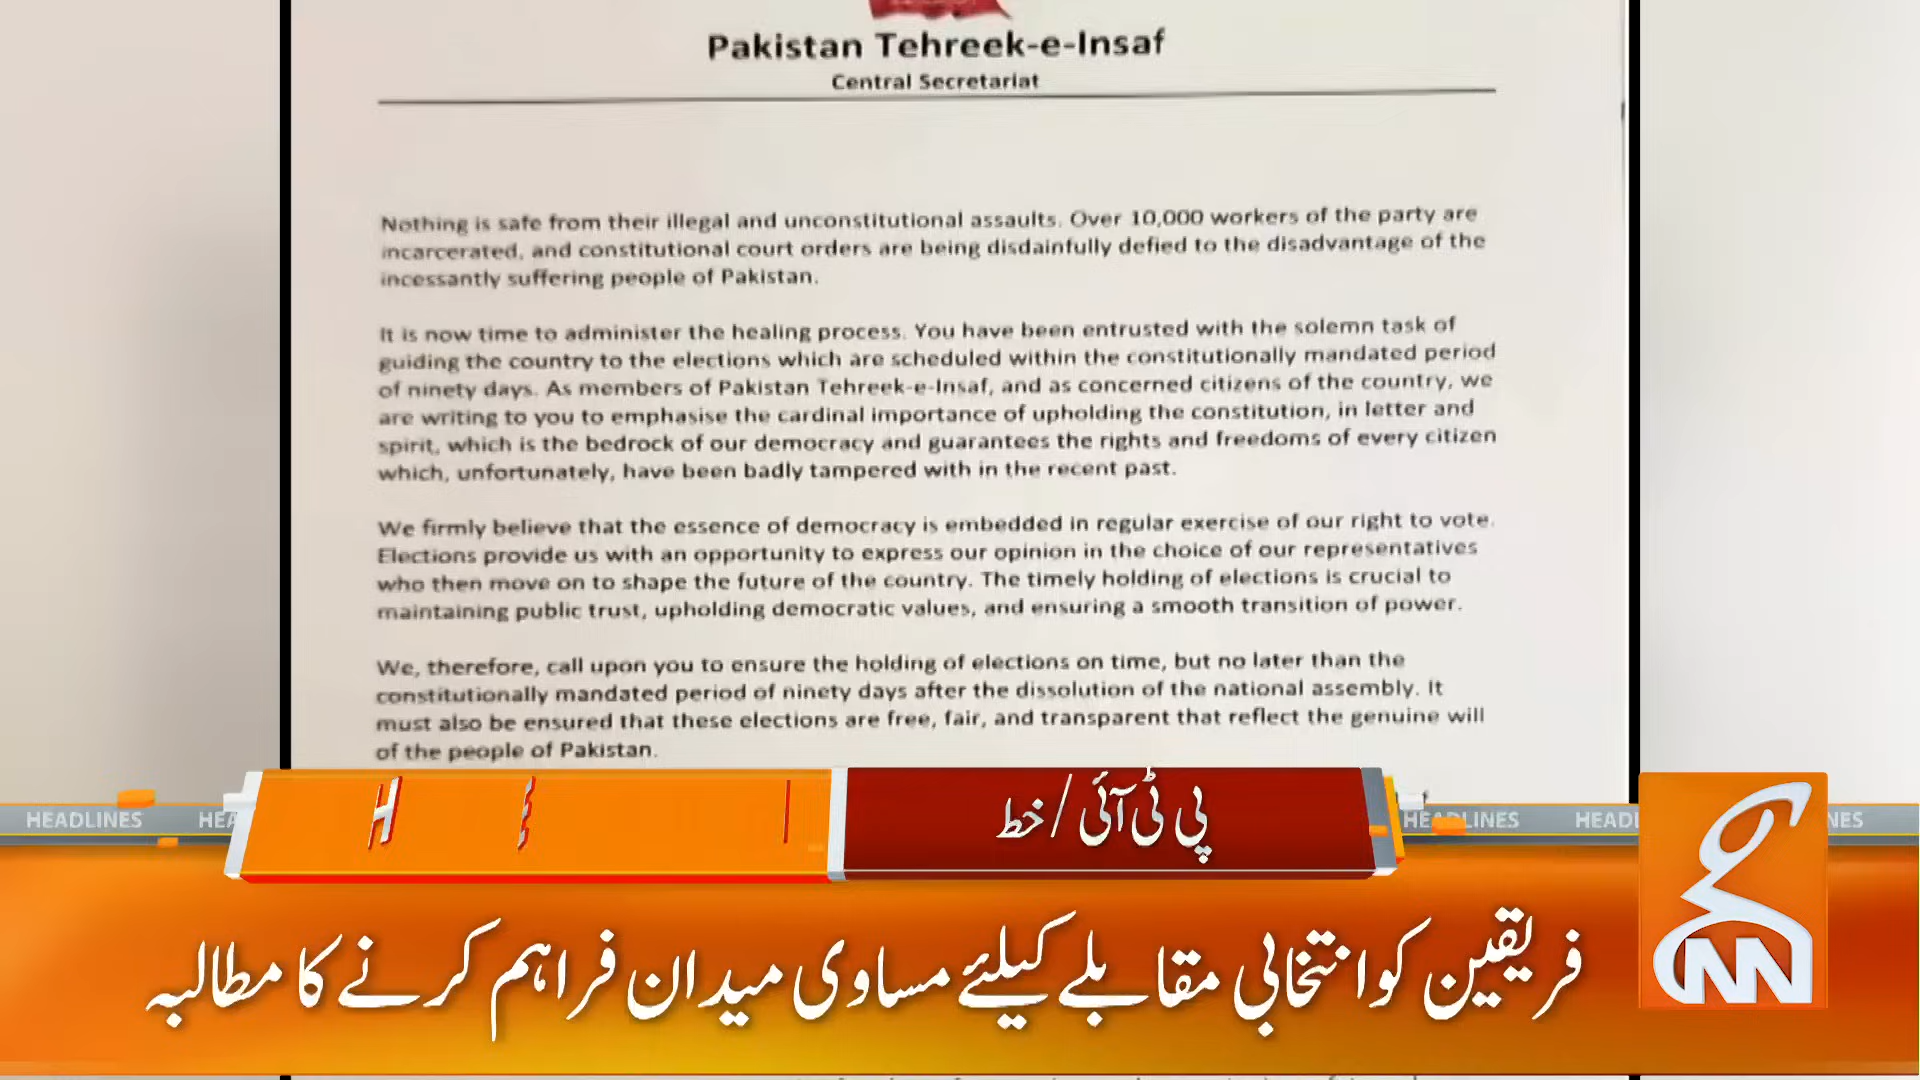 Pakistan Tehreek-e-Insaf
Central Secretariat
Nothing is safe from their illegal and unconstitutional assaults. Over 10,000 workers of the party are
incarcerated, and constitutional court orders are being disdainfully defied to the disadvantage of the
incessantly suffering people of Pakistan.
It is now time to administer the healing process. You have been entrusted with the solemn task of
guiding the country to the elections which are scheduled within the constitutionally mandated period
of ninety days. As members of Pakistan Tehreek-e-Insaf, and as concerned citizens of the country, we
are writing to you to emphasise the cardinal importance of upholding the constitution, in letter and
spirit, which is the bedrock of our democracy and guarantees the rights and freedoms of every citizen
which, unfortunately, have been badly tampered with in the recent past.
We firmly believe that the essence of democracy is embedded in regular exercise of our right to vote.
Elections provide us with an opportunity to express our opinion in the choice of our representatives
who then move on to shape the future of the country. The timely holding of elections is crucial to
maintaining public trust, upholding democratic values, and ensuring a smooth transition of power.
We, therefore, call upon you to ensure the holding of elections on time, but no later than the
constitutionally mandated period of ninety days after the dissolution of the national assembly. It
must also be ensured that these elections are free, fair, and transparent that reflect the genuine will
of the people of Pakistan.
پی ٹی آئی / خط
HEADLINES HEA HEADLINES HEADL NES
فریقین کو انتخابی مقابلے کیلئے مساوی میدان فراہم کرنے کا مطالبہ
GNN